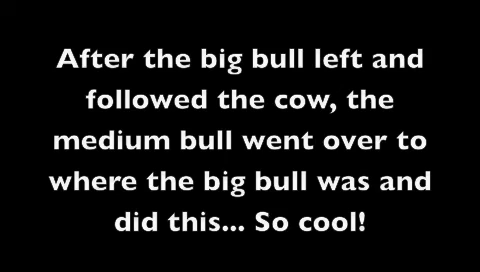 After the big bull left and
followed the cow, the
medium bull went over to
where the big bull was and
did this... So cool!